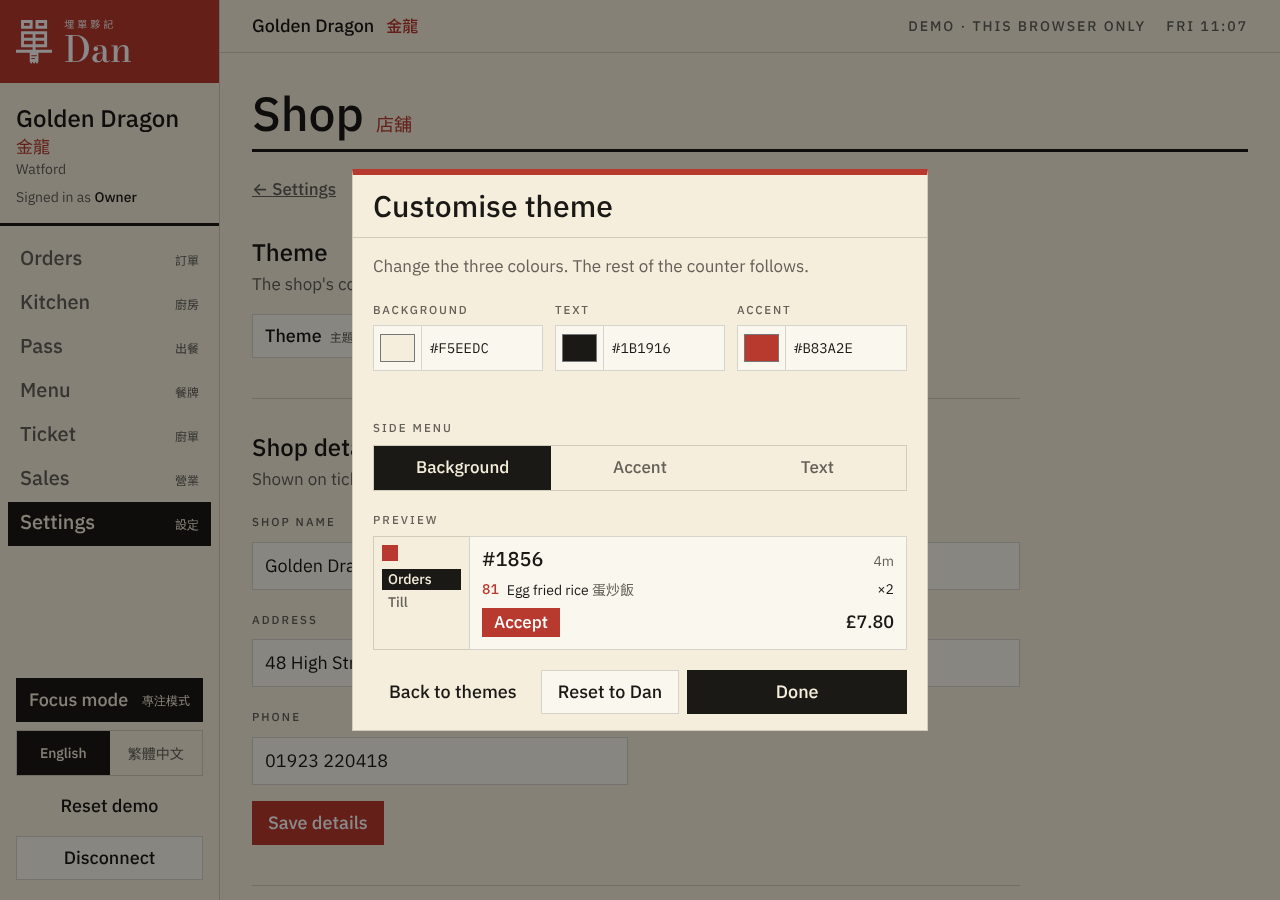 單 埋單夥記
Dan
Golden Dragon
金龍
Watford
Signed in as Owner
Orders 訂單
Kitchen 廚房
Pass 出餐
Menu 餐牌
Ticket 廚單
Sales 營業
Settings 設定
Focus mode 專注模式
English 繁體中文
Reset demo
Disconnect
Golden Dragon 金龍 DEMO · THIS BROWSER ONLY FRI 11:07
Shop 店舖
← Settings
Theme
The shop's co
Theme 主題
Shop deta
Shown on tick
SHOP NAME
Golden Dra
ADDRESS
48 High Stre
PHONE
01923 220418
Save details
Customise theme
Change the three colours. The rest of the counter follows.
BACKGROUND TEXT ACCENT
#F5EEDC #1B1916 #B83A2E
SIDE MENU
Background Accent Text
PREVIEW
Orders
Till
#1856 4m
81 Egg fried rice 蛋炒飯 ×2
Accept £7.80
Back to themes Reset to Dan Done